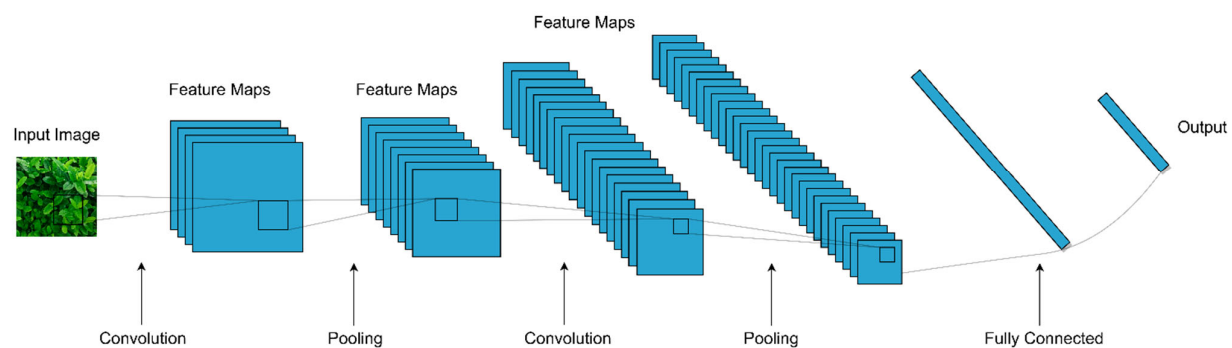 Feature Maps
Feature Maps
Feature Maps
Input Image
Output
Convolution
Pooling
Convolution
Pooling
Fully Connected